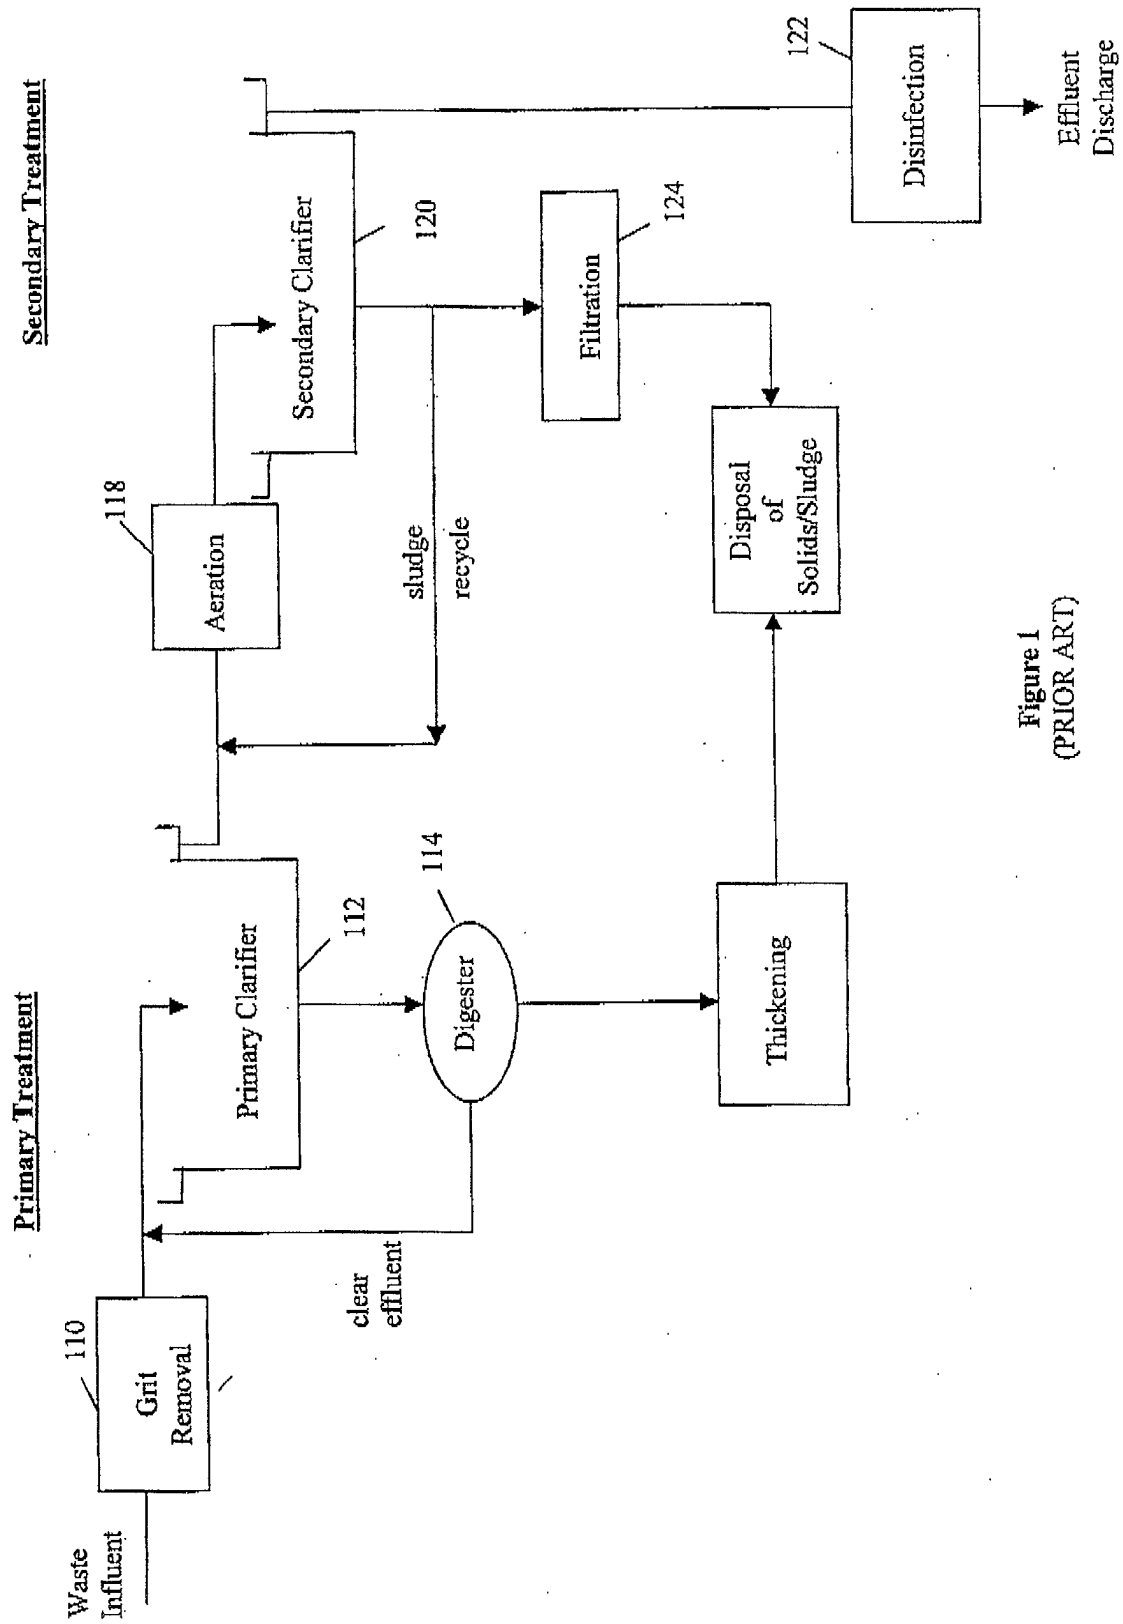 Primary Treatment
Secondary Treatment
Waste
Influent
110
Grit
Removal
clear
effluent
Primary Clarifier
112
114
Digester
Thickening
118
Aeration
sludge
recycle
Secondary Clarifier
120
124
Filtration
Disposal
of
Solids/Sludge
122
Disinfection
Effluent
Discharge
Figure 1
(PRIOR ART)